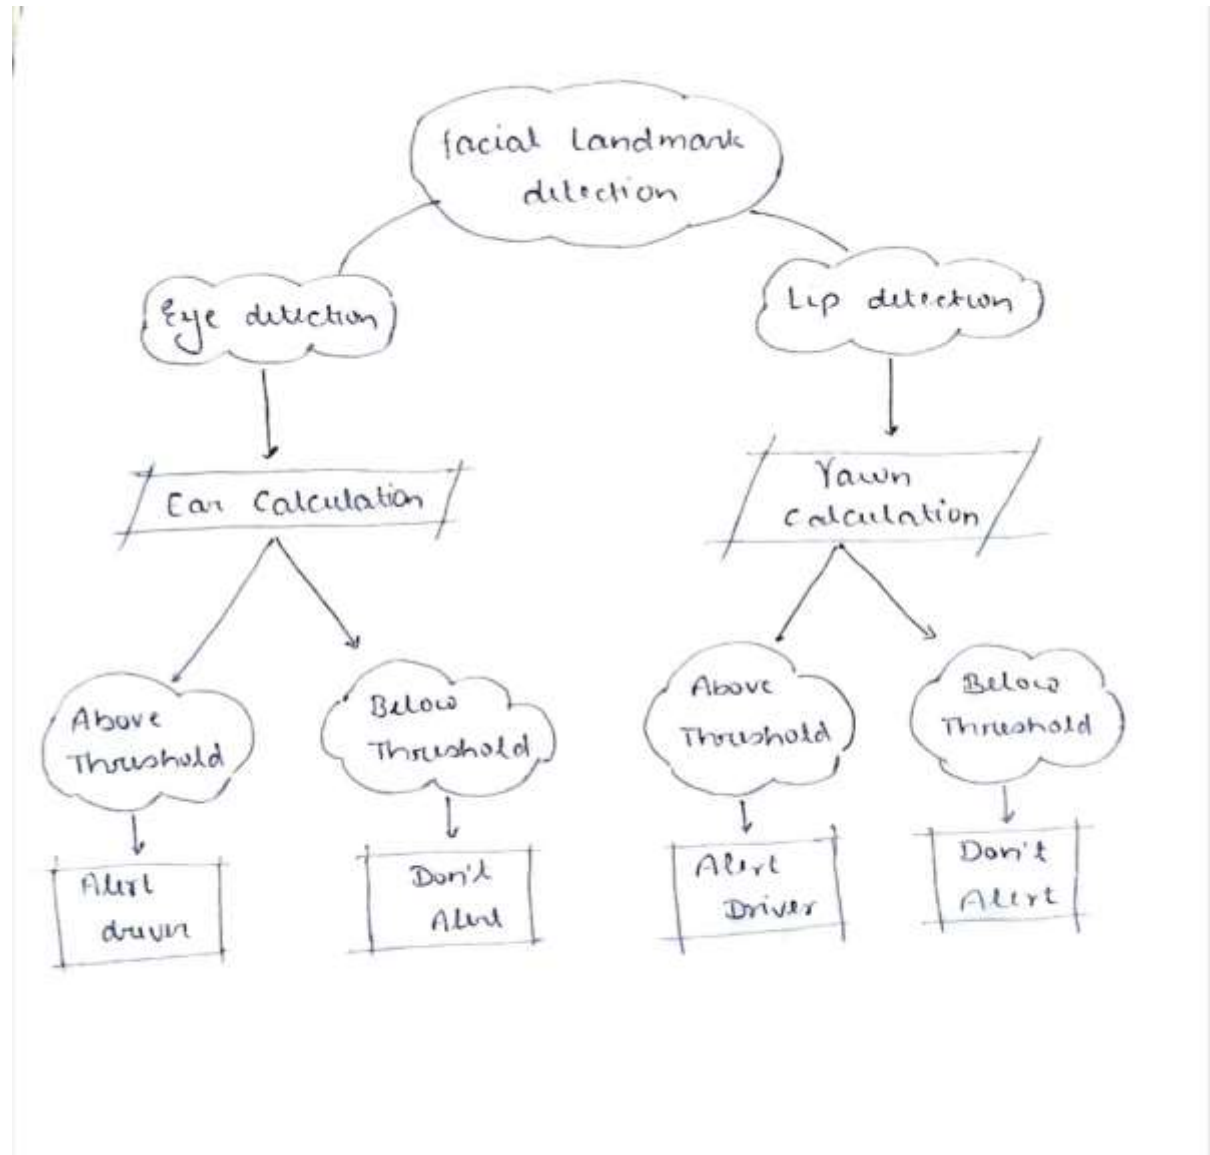 facial Landmark
detection
Eye detection
Lip detection
Ear Calculation
Yawn
Calculation
Above
Threshold
Below
Threshold
Above
Threshold
Below
Threshold
Alert
driver
Don't
Alert
Alert
Driver
Don't
Alert